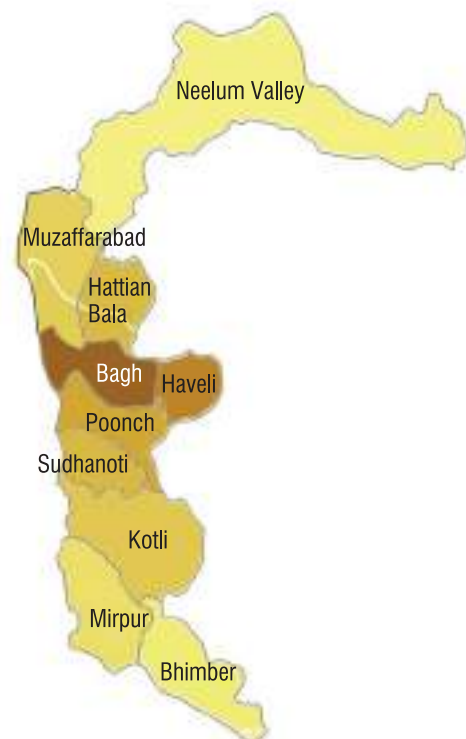 Neelum Valley
Muzaffarabad
Hattian
Bala
Bagh
Haveli
Poonch
Sudhanoti
Kotli
Mirpur
Bhimber